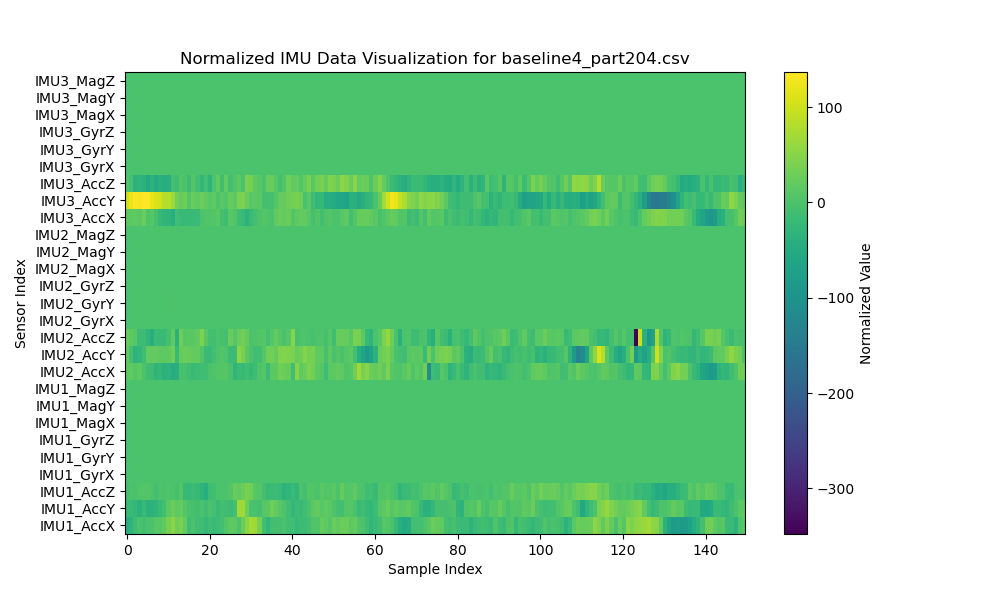 Normalized IMU Data Visualization for baseline4_part204.csv
IMU3_MagZ
IMU3_MagY
IMU3_MagX
IMU3_GyrZ
IMU3_GyrY
IMU3_GyrX
IMU3_AccZ
IMU3_AccY
IMU3_AccX
IMU2_MagZ
IMU2_MagY
IMU2_MagX
IMU2_GyrZ
IMU2_GyrY
IMU2_GyrX
IMU2_AccZ
IMU2_AccY
IMU2_AccX
IMU1_MagZ
IMU1_MagY
IMU1_MagX
IMU1_GyrZ
IMU1_GyrY
IMU1_GyrX
IMU1_AccZ
IMU1_AccY
IMU1_AccX
Sensor Index
0 20 40 60 80 100 120 140
Sample Index
100
0
−100
−200
−300
Normalized Value